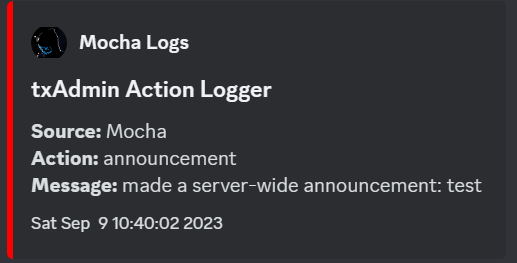 Mocha Logs
txAdmin Action Logger
Source: Mocha
Action: announcement
Message: made a server-wide announcement: test
Sat Sep  9 10:40:02 2023